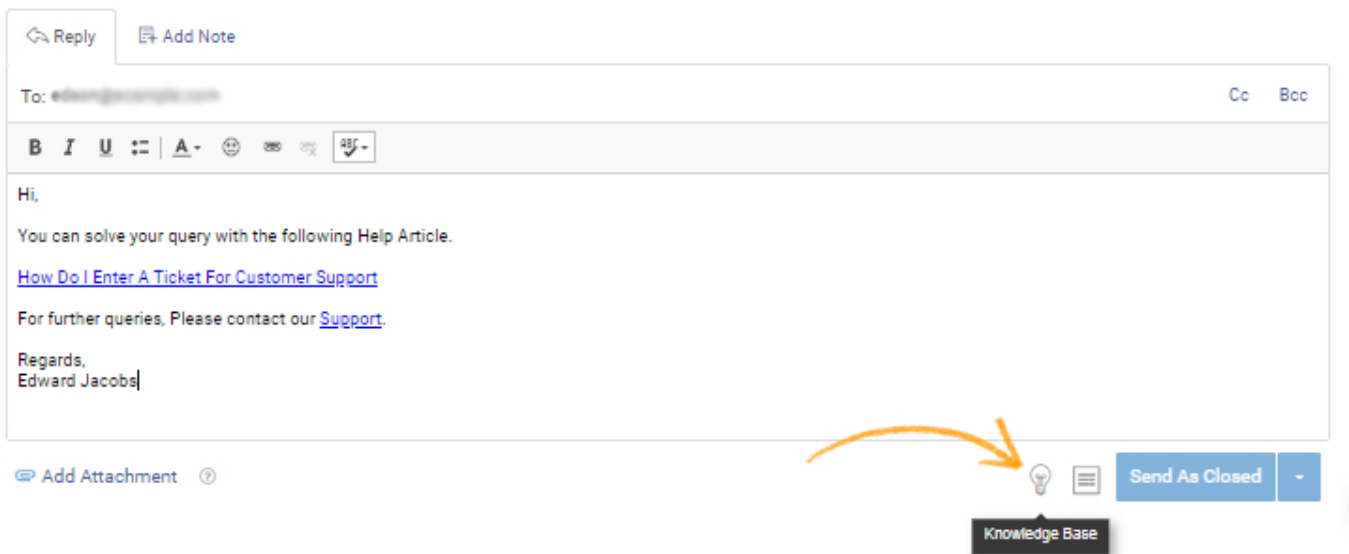 Reply Add Note
To:
Cc Bcc
B I U A ABC
Hi,
You can solve your query with the following Help Article.
How Do I Enter A Ticket For Customer Support
For further queries, Please contact our Support.
Regards,
Edward Jacobs
Add Attachment ?
Send As Closed
Knowledge Base